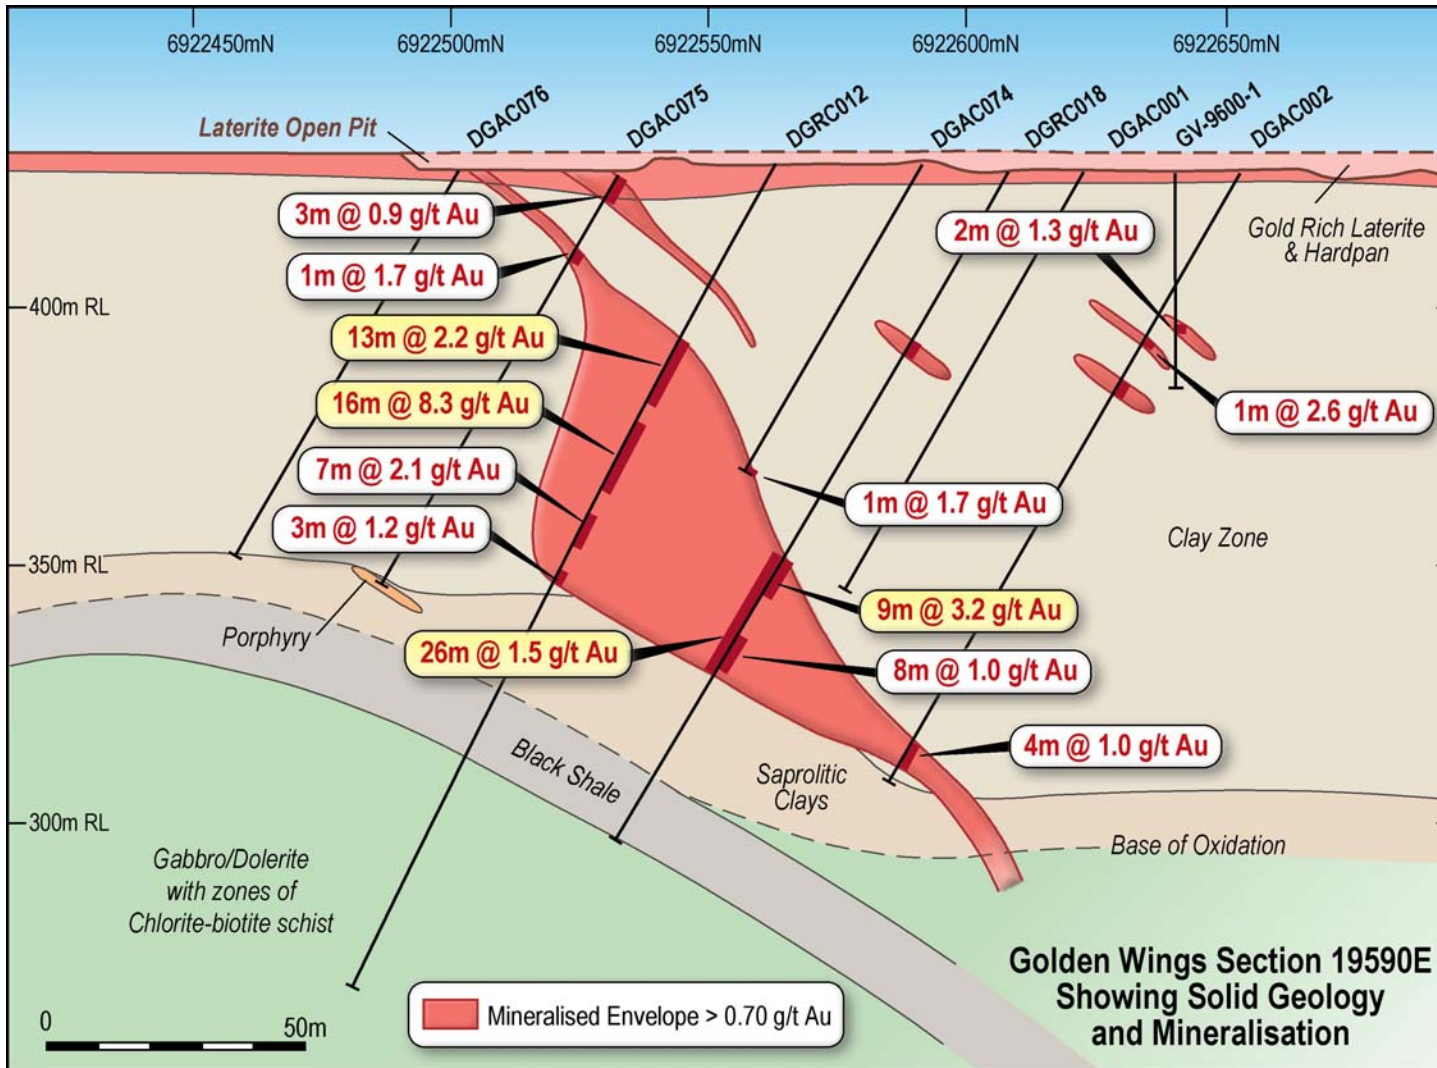 6922450mN
6922500mN
6922550mN
6922600mN
6922650mN
DGAC076
DGAC075
DGRC012
DGAC074
DGRC018
DGAC001
GV-9600-1
DGAC002
Laterite Open Pit
3m @ 0.9 g/t Au
2m @ 1.3 g/t Au
Gold Rich Laterite
& Hardpan
1m @ 1.7 g/t Au
400m RL
13m @ 2.2 g/t Au
16m @ 8.3 g/t Au
1m @ 2.6 g/t Au
7m @ 2.1 g/t Au
1m @ 1.7 g/t Au
3m @ 1.2 g/t Au
Clay Zone
350m RL
9m @ 3.2 g/t Au
Porphyry
26m @ 1.5 g/t Au
8m @ 1.0 g/t Au
4m @ 1.0 g/t Au
Black Shale
Saprolitic
Clays
300m RL
Base of Oxidation
Gabbro/Dolerite
with zones of
Chlorite-biotite schist
Golden Wings Section 19590E
Showing Solid Geology
and Mineralisation
Mineralised Envelope > 0.70 g/t Au
0
50m